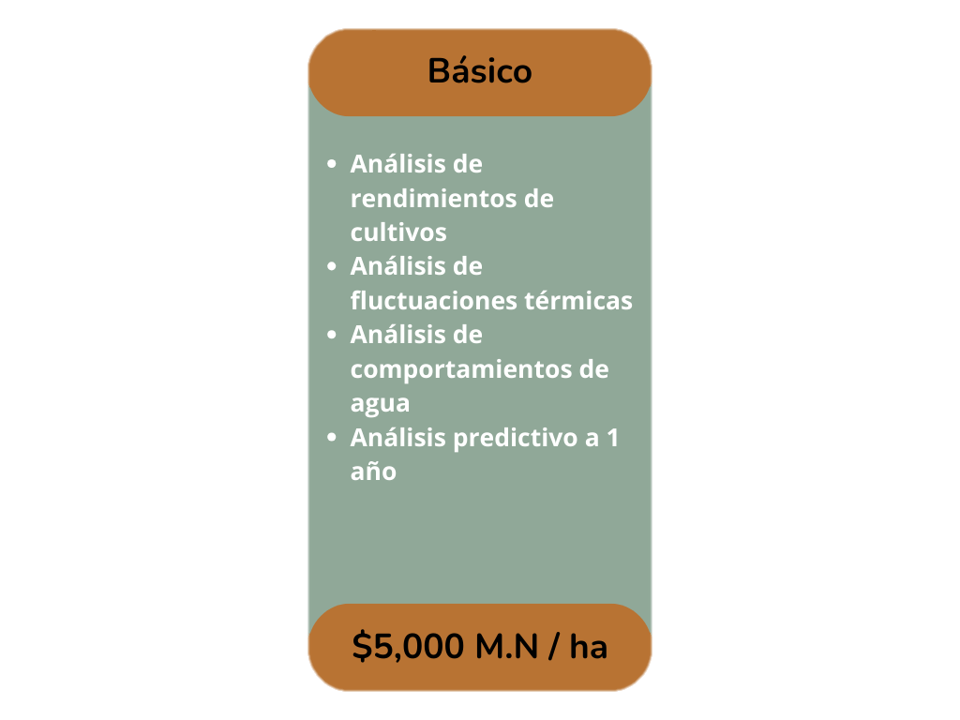 Básico
• Análisis de
rendimientos de
cultivos
• Análisis de
fluctuaciones térmicas
• Análisis de
comportamientos de
agua
• Análisis predictivo a 1
año
$5,000 M.N / ha